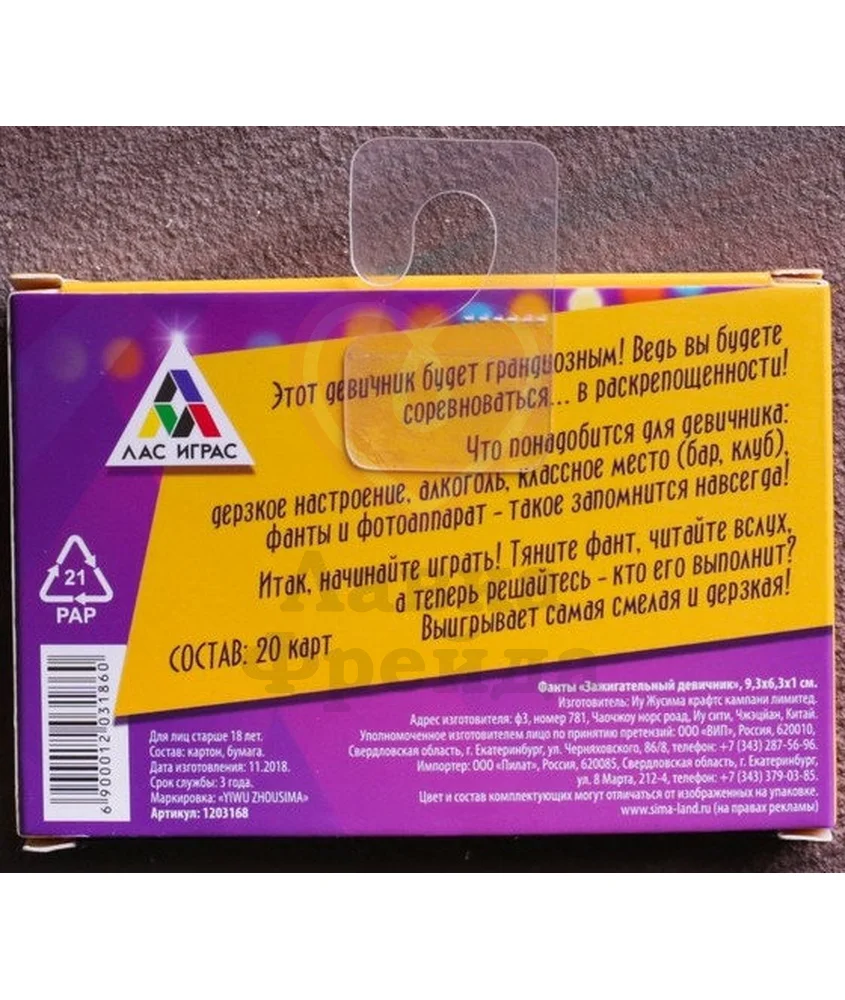 Этот девичник будет грандиозным! Ведь вы будете
соревноваться... в раскрепощенности!
Что понадобится для девичника:
дерзкое настроение, алкоголь, классное место (бар, клуб),
фанты и фотоаппарат - такое запомнится навсегда!
Итак, начинайте играть! Тяните фант, читайте вслух,
а теперь решайтесь - кто его выполнит?
Выигрывает самая смелая и дерзкая!
СОСТАВ: 20 карт
ЛАС ИГРАС
21
PAP
6900012031860
Для лиц старше 18 лет.
Состав: картон, бумага.
Дата изготовления: 11.2018.
Срок службы: 3 года.
Маркировка: «YIWU ZHOUSIMA»
Артикул: 1203168
Фанты «Зажигательный девичник», 9,3х6,3х1 см.
Изготовитель: Иу Жусима крафтс кампани лимитед.
Адрес изготовителя: ф3, номер 781, Чаочжоу норс роад, Иу сити, Чжэцзян, Китай.
Уполномоченное изготовителем лицо по принятию претензий: ООО «ВИП», Россия, 620010,
Свердловская область, г. Екатеринбург, ул. Черняховского, 86/8, телефон: +7 (343) 287-56-96.
Импортер: ООО «Пилат», Россия, 620085, Свердловская область, г. Екатеринбург,
ул. 8 Марта, 212-4, телефон: +7 (343) 379-03-85.
Цвет и состав комплектующих могут отличаться от изображенных на упаковке.
www.sima-land.ru (на правах рекламы)
Лавка
Фрейда